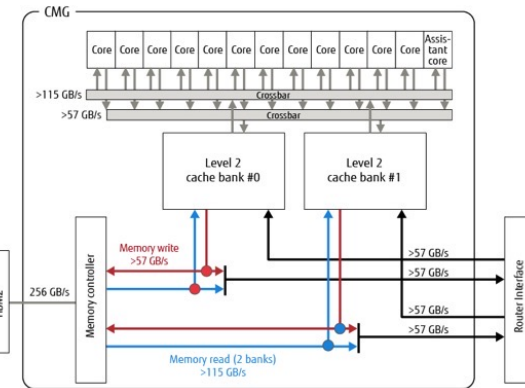 CMG
Core Core Core Core Core Core Core Core Core Core Core Core Assis-
tant
core
>115 GB/s
Crossbar
>57 GB/s
Crossbar
Level 2
cache bank #0
Level 2
cache bank #1
Memory write
>57 GB/s
>57 GB/s
>57 GB/s
256 GB/s
Memory controller
>57 GB/s
>57 GB/s
Router Interface
Memory read (2 banks)
>115 GB/s